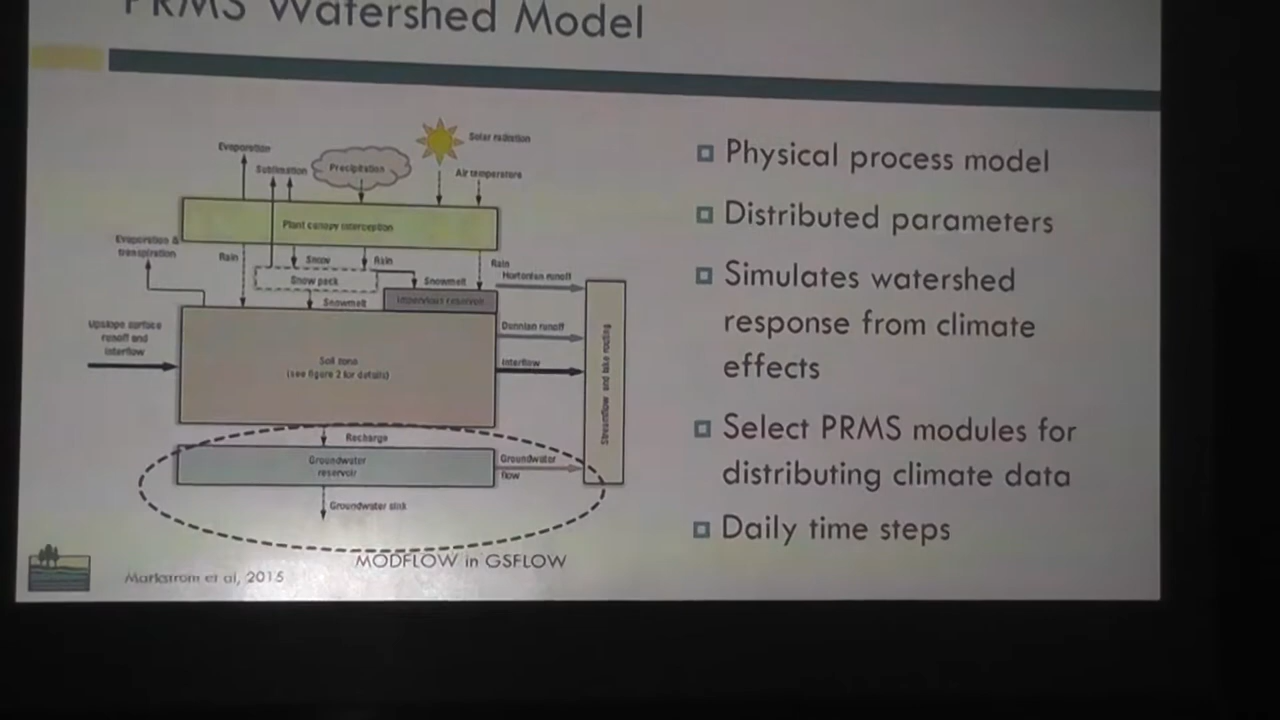 PRMS Watershed Model
Solar radiation
Evaporation
Precipitation
Sublimation
Air temperature
Plant canopy interception
Evaporation &
transpiration
Rain
Snow
Rain
Rain
Hortonian runoff
Snow pack
Snowmelt
Snowmelt
Impervious reservoir
Upslope surface
runoff and
interflow
Dunnian runoff
Soil zone
(see figure 2 for details)
Interflow
Streamflow and lake routing
Recharge
Groundwater
reservoir
Groundwater
flow
Groundwater sink
MODFLOW in GSFLOW
Markstrom et al, 2015
Physical process model
Distributed parameters
Simulates watershed
response from climate
effects
Select PRMS modules for
distributing climate data
Daily time steps